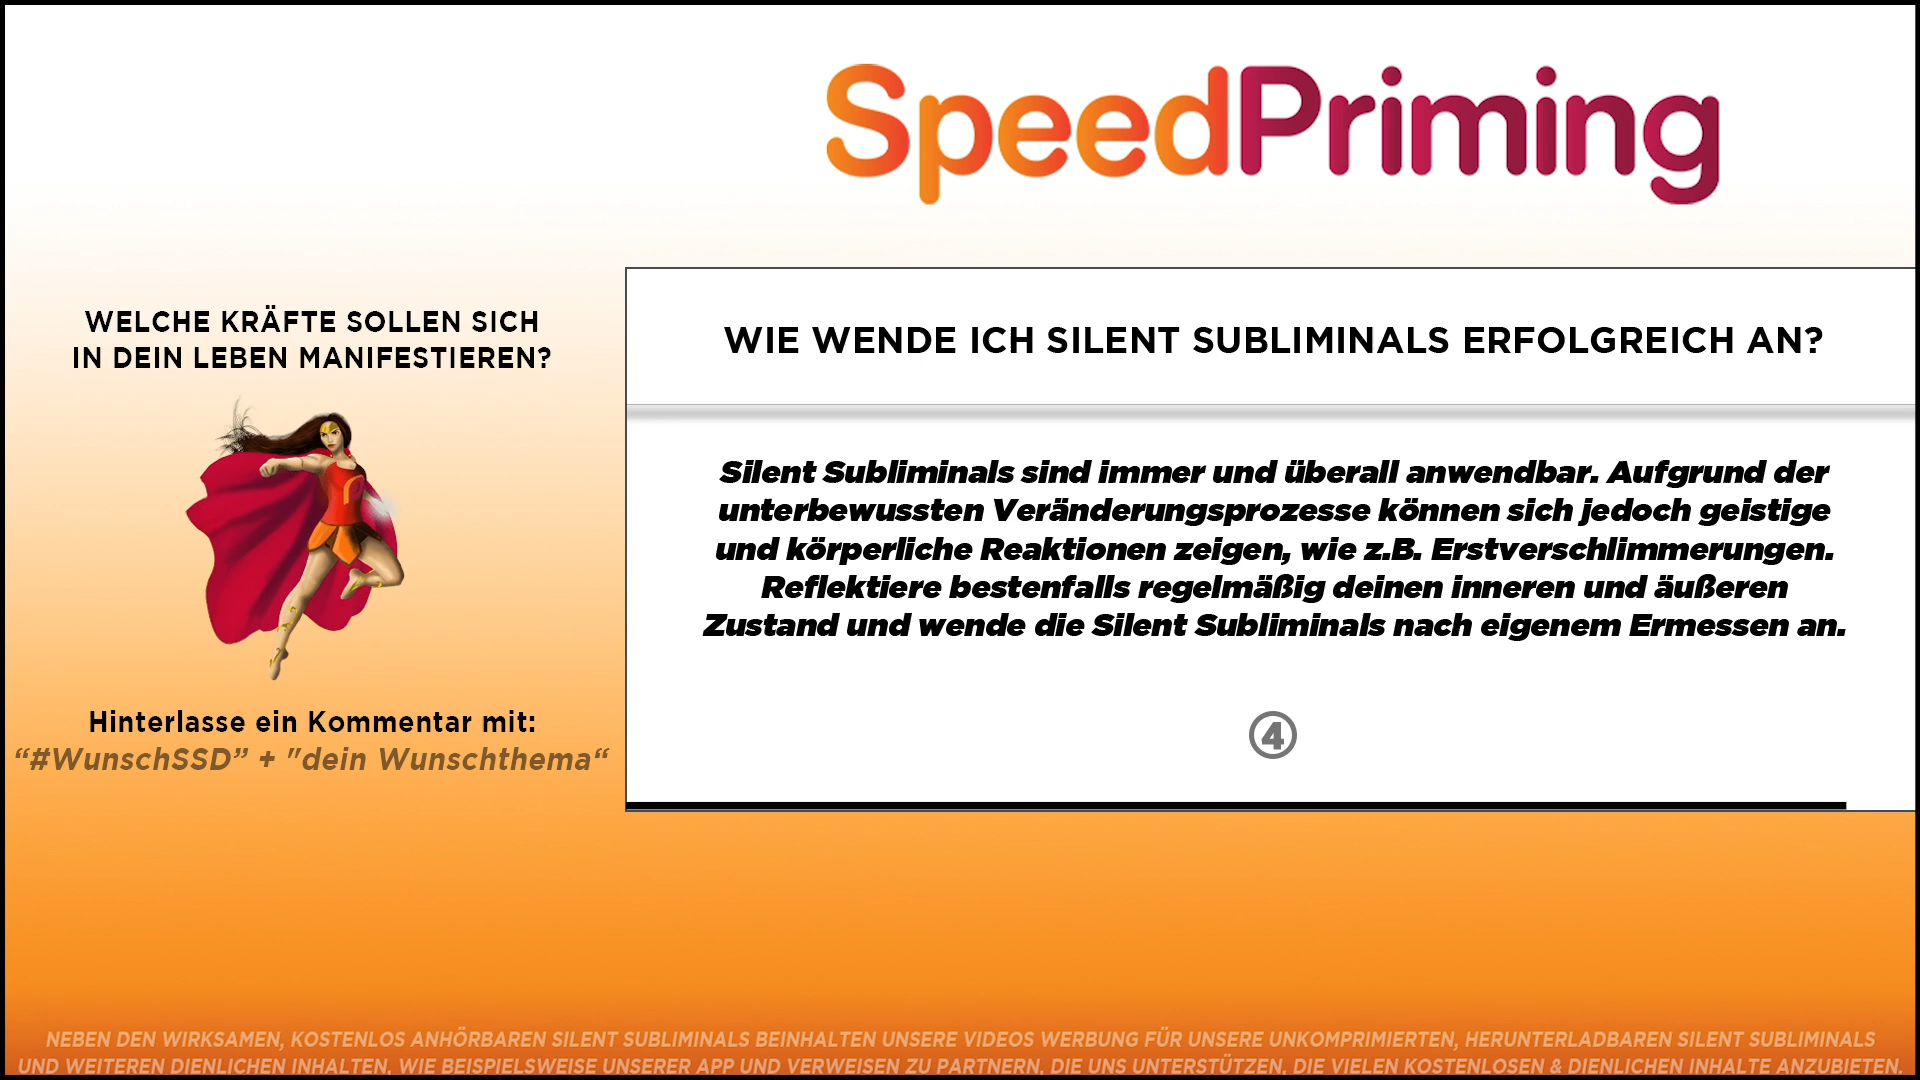 SpeedPriming
WELCHE KRÄFTE SOLLEN SICH
IN DEIN LEBEN MANIFESTIEREN?
Hinterlasse ein Kommentar mit:
“#WunschSSD” + "dein Wunschthema“
WIE WENDE ICH SILENT SUBLIMINALS ERFOLGREICH AN?
Silent Subliminals sind immer und überall anwendbar. Aufgrund der
unterbewussten Veränderungsprozesse können sich jedoch geistige
und körperliche Reaktionen zeigen, wie z.B. Erstverschlimmerungen.
Reflektiere bestenfalls regelmäßig deinen inneren und äußeren
Zustand und wende die Silent Subliminals nach eigenem Ermessen an.
④
NEBEN DEN WIRKSAMEN, KOSTENLOS ANHÖRBAREN SILENT SUBLIMINALS BEINHALTEN UNSERE VIDEOS WERBUNG FÜR UNSERE UNKOMPRIMIERTEN, HERUNTERLADBAREN SILENT SUBLIMINALS
UND WEITEREN DIENLICHEN INHALTEN, WIE BEISPIELSWEISE UNSERER APP UND VERWEISEN ZU PARTNERN, DIE UNS UNTERSTÜTZEN, DIE VIELEN KOSTENLOSEN & DIENLICHEN INHALTE ANZUBIETEN.